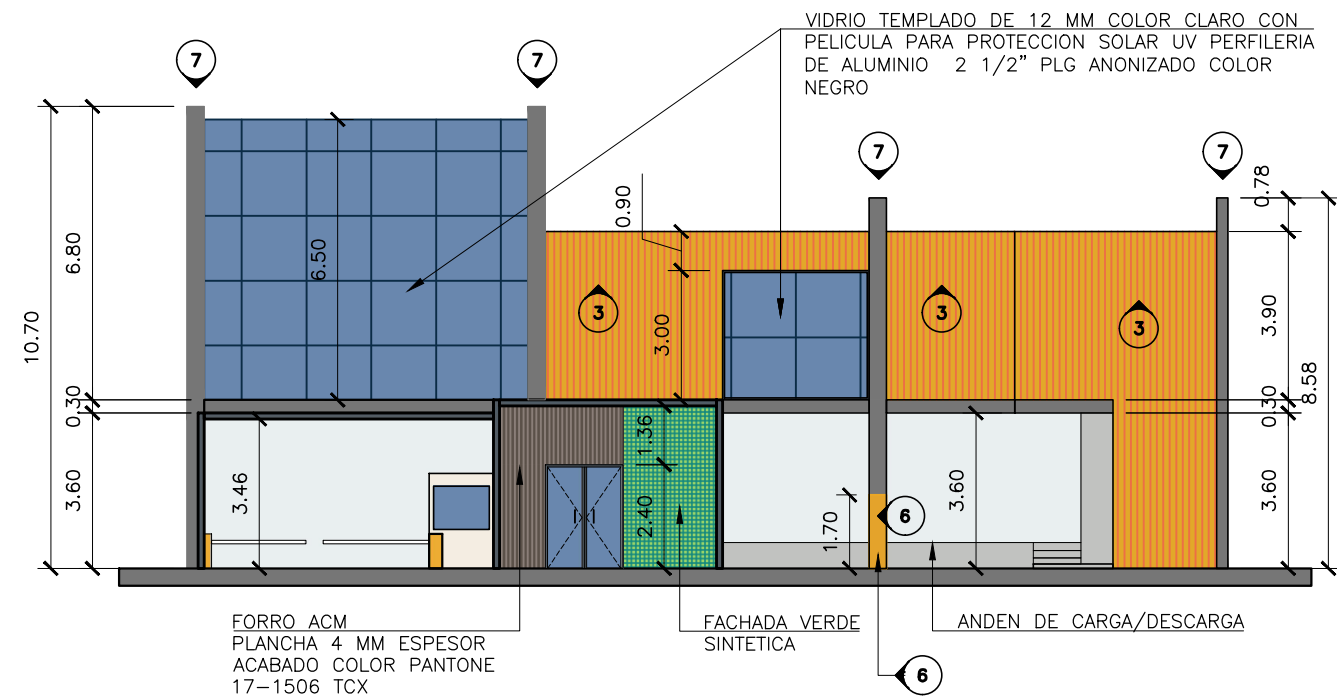 VIDRIO TEMPLADO DE 12 MM COLOR CLARO CON
PELICULA PARA PROTECCION SOLAR UV PERFILERIA
DE ALUMINIO 2 1/2” PLG ANONIZADO COLOR
NEGRO
7
7
7
7
0.78
0.90
6.80
6.50
10.70
3
3
3
3.00
3.90
8.58
0.30
0.30
1.36
3.60
3.46
2.40
1.70
6
3.60
3.60
FORRO ACM
PLANCHA 4 MM ESPESOR
ACABADO COLOR PANTONE
17-1506 TCX
FACHADA VERDE
SINTETICA
ANDEN DE CARGA/DESCARGA
6